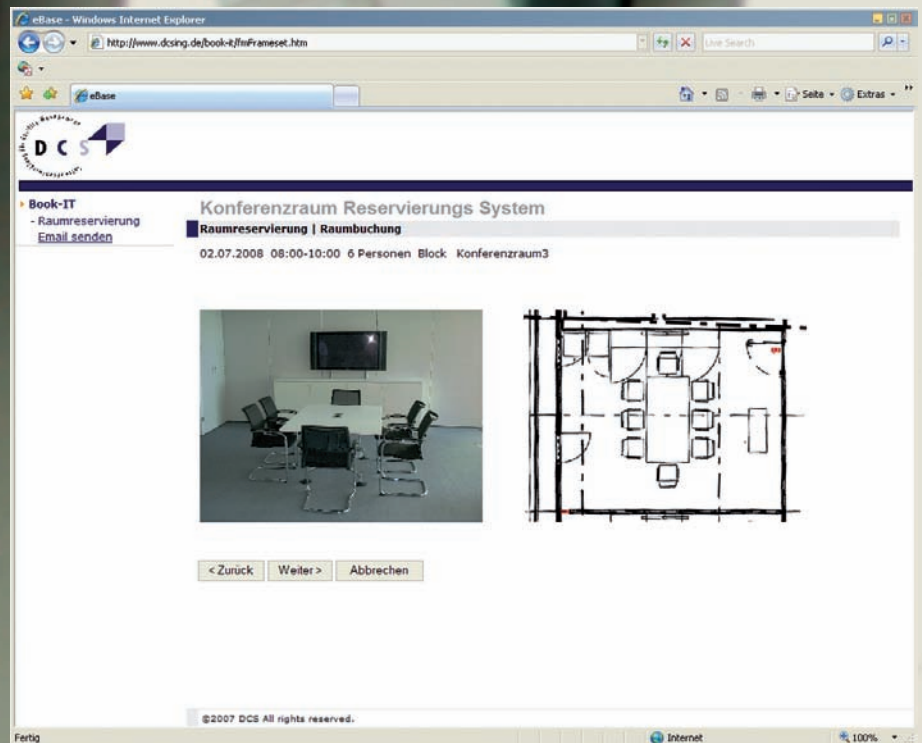 eBase - Windows Internet Explorer
http://www.dcsing.de/book-it/fmFrameset.htm
Live Search
eBase
Seite
Extras
DCS
Book-IT
- Raumreservierung
Email senden
Konferenzraum Reservierungs System
Raumreservierung | Raumbuchung
02.07.2008 08:00-10:00 6 Personen Block Konferenzraum3
< Zurück Weiter > Abbrechen
©2007 DCS All rights reserved.
Fertig Internet 100%